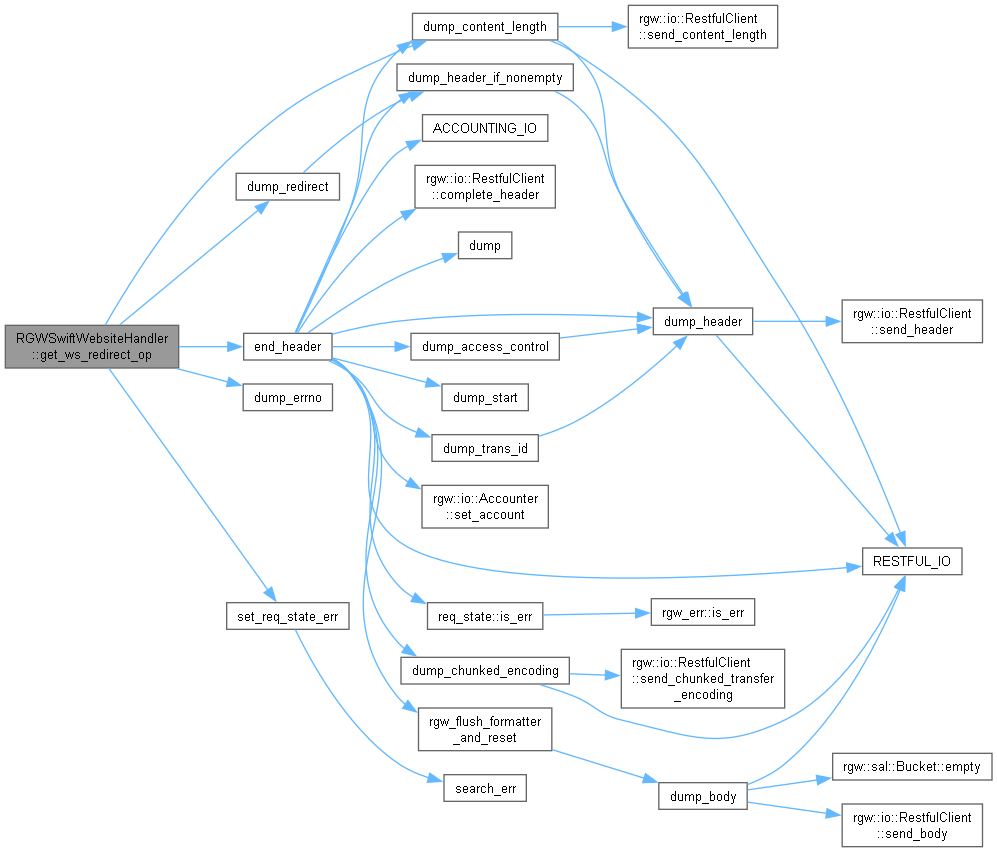 dump_content_length
rgw::io::RestfulClient
::send_content_length
dump_header_if_nonempty
ACCOUNTING_IO
dump_redirect
rgw::io::RestfulClient
::complete_header
dump
RGWSwiftWebsiteHandler
::get_ws_redirect_op
end_header
dump_header
rgw::io::RestfulClient
::send_header
dump_access_control
dump_errno
dump_start
dump_trans_id
rgw::io::Accounter
::set_account
RESTFUL_IO
set_req_state_err
req_state::is_err
rgw_err::is_err
dump_chunked_encoding
rgw::io::RestfulClient
::send_chunked_transfer
_encoding
rgw_flush_formatter
_and_reset
rgw::sal::Bucket::empty
search_err
dump_body
rgw::io::RestfulClient
::send_body